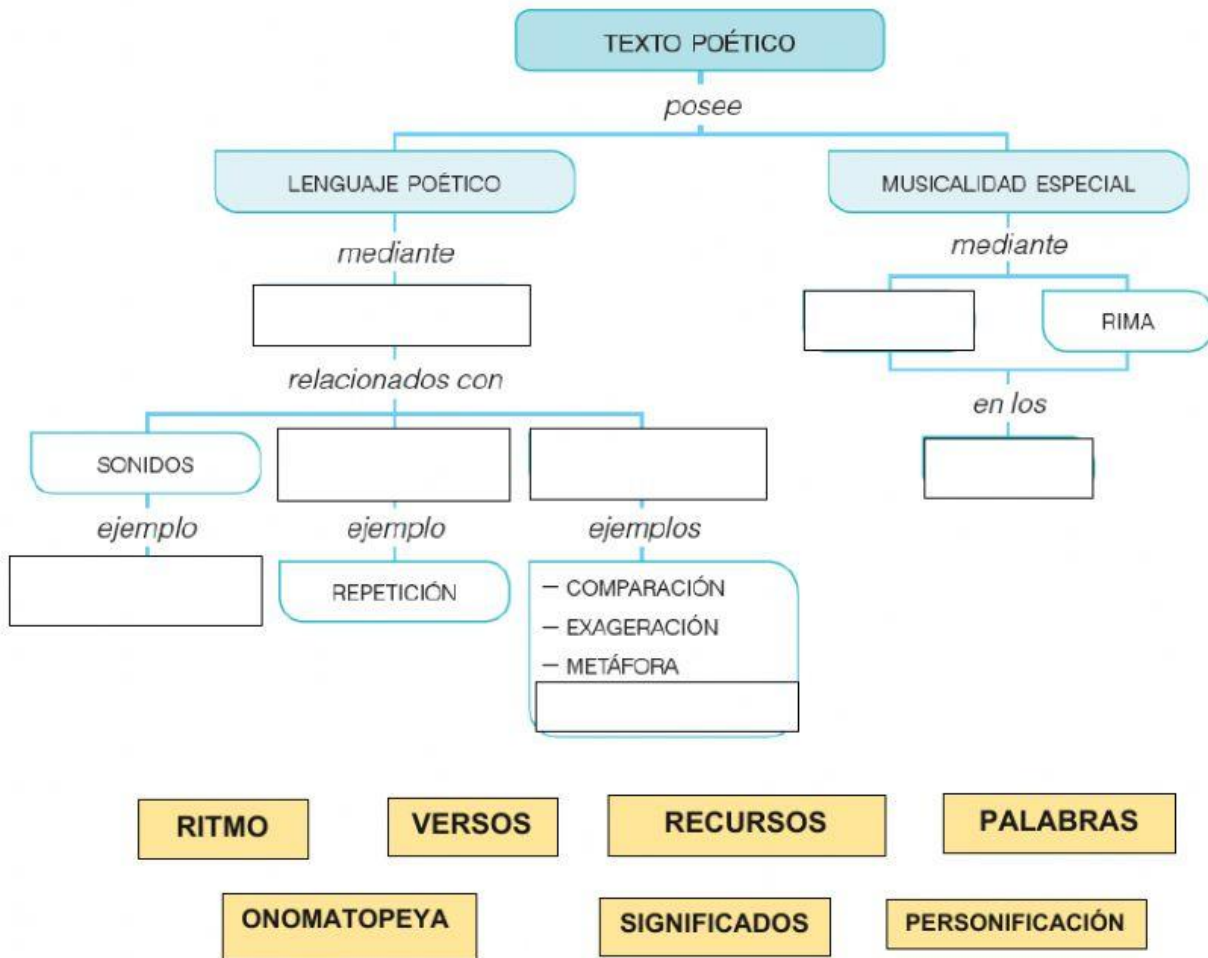 TEXTO POÉTICO
posee
LENGUAJE POÉTICO
MUSICALIDAD ESPECIAL
mediante
mediante
RIMA
relacionados con
en los
SONIDOS
ejemplo
ejemplo
ejemplos
REPETICIÓN
– COMPARACIÓN
– EXAGERACIÓN
– METÁFORA
RITMO
VERSOS
RECURSOS
PALABRAS
ONOMATOPEYA
SIGNIFICADOS
PERSONIFICACIÓN